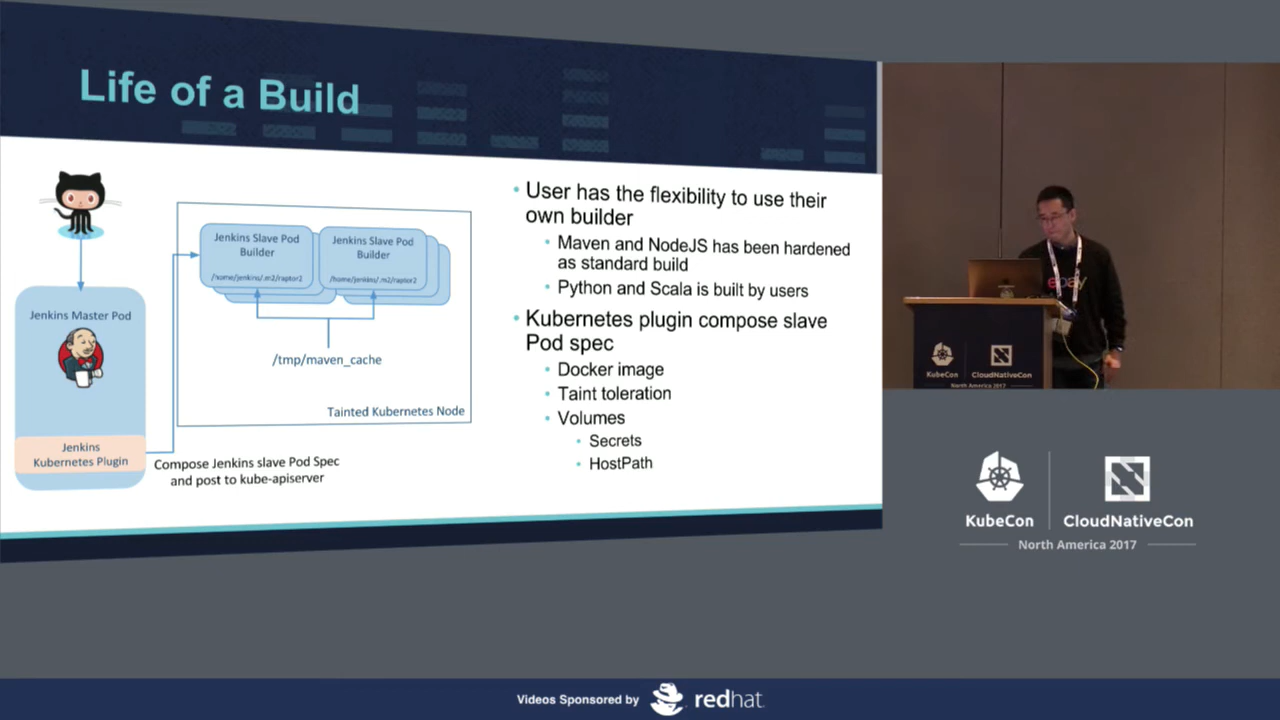 Life of a Build
Jenkins Master Pod
Jenkins
Kubernetes Plugin
Jenkins Slave Pod
Builder
/home/jenkins/.m2/raptor2
Jenkins Slave Pod
Builder
/home/jenkins/.m2/raptor2
/tmp/maven_cache
Tainted Kubernetes Node
Compose Jenkins slave Pod Spec
and post to kube-apiserver
• User has the flexibility to use their
own builder
• Maven and NodeJS has been hardened
as standard build
• Python and Scala is built by users
• Kubernetes plugin compose slave
Pod spec
• Docker image
• Taint toleration
• Volumes
• Secrets
• HostPath
ebay
KubeCon
CloudNativeCon
North America 2017
KubeCon
CloudNativeCon
North America 2017
Videos Sponsored by
redhat